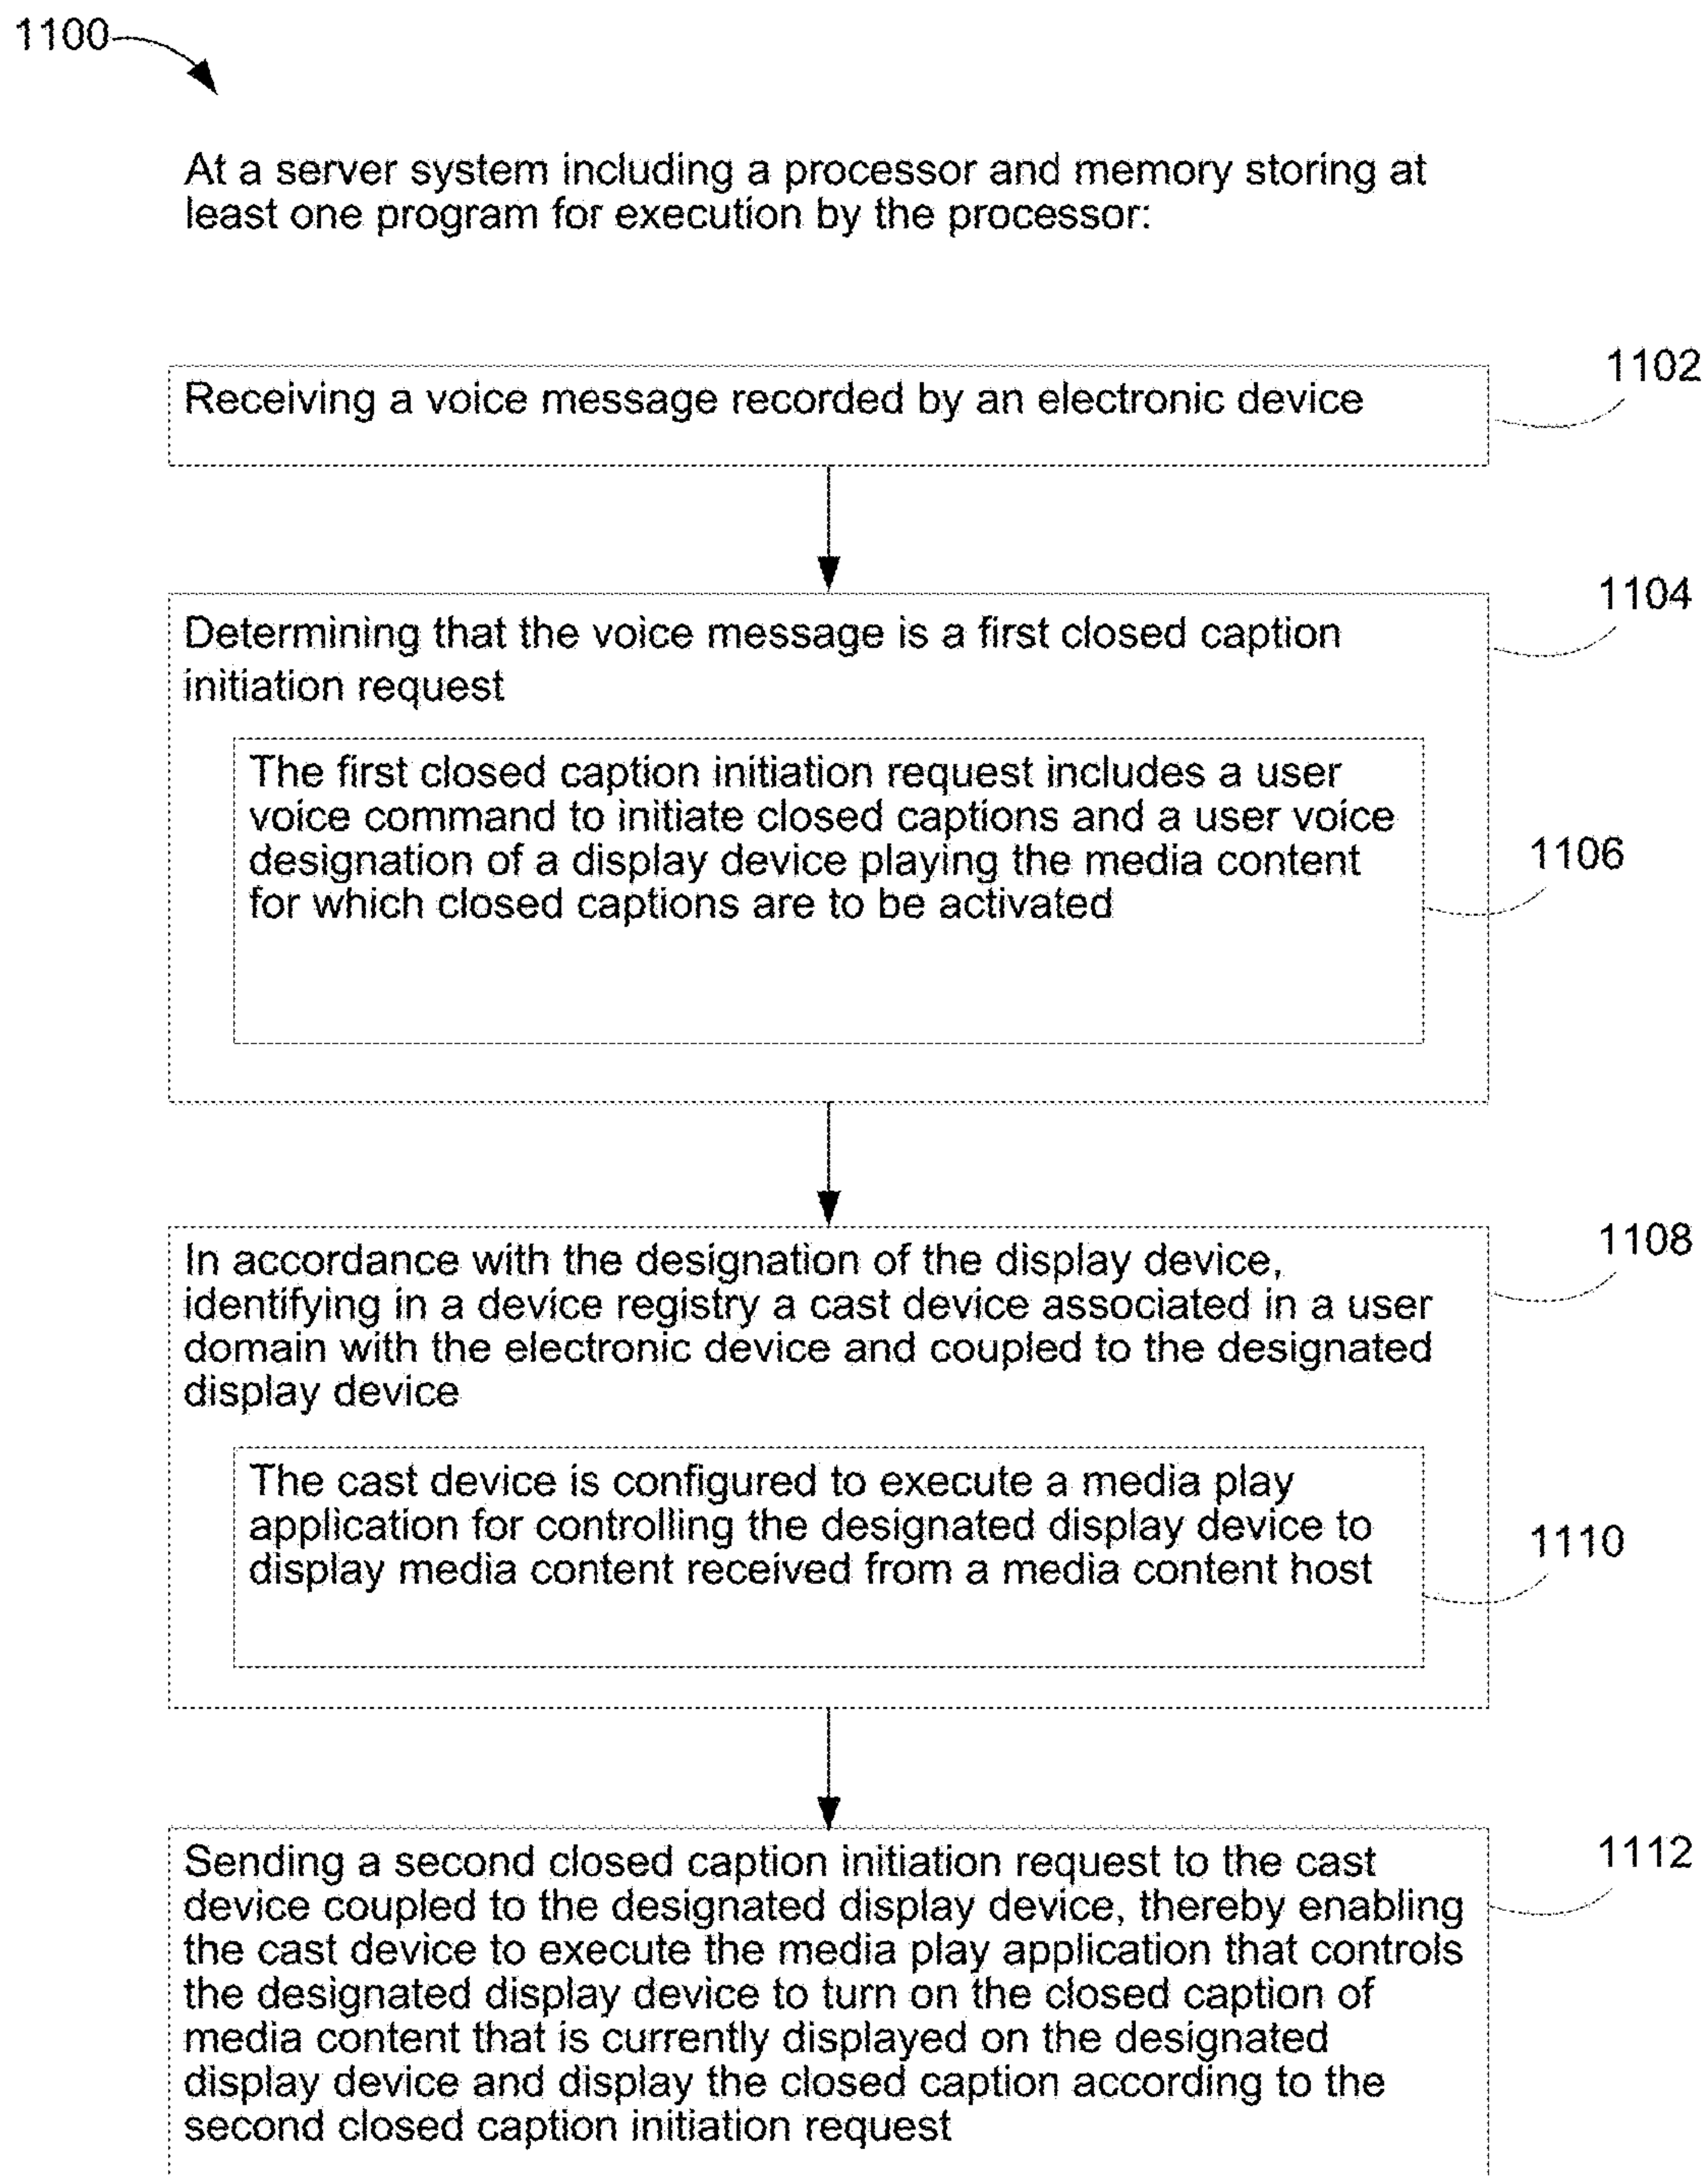 1100
At a server system including a processor and memory storing at
least one program for execution by the processor:
1102
Receiving a voice message recorded by an electronic device
1104
Determining that the voice message is a first closed caption
initiation request
The first closed caption initiation request includes a user
voice command to initiate closed captions and a user voice
designation of a display device playing the media content
for which closed captions are to be activated
1106
1108
In accordance with the designation of the display device,
identifying in a device registry a cast device associated in a user
domain with the electronic device and coupled to the designated
display device
The cast device is configured to execute a media play
application for controlling the designated display device to
display media content received from a media content host
1110
1112
Sending a second closed caption initiation request to the cast
device coupled to the designated display device, thereby enabling
the cast device to execute the media play application that controls
the designated display device to turn on the closed caption of
media content that is currently displayed on the designated
display device and display the closed caption according to the
second closed caption initiation request